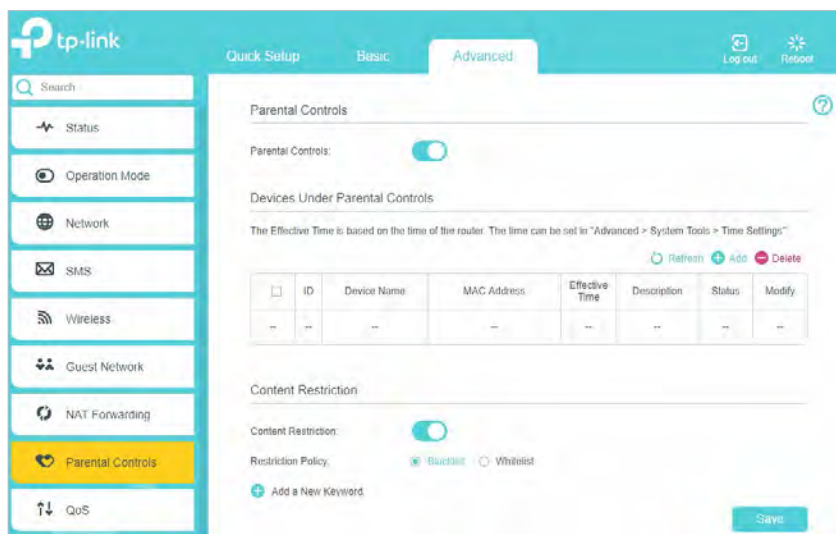 tp-link
Quick Setup Basic Advanced Log out Reboot
Search
Status
Operation Mode
Network
SMS
Wireless
Guest Network
NAT Forwarding
Parental Controls
QoS
Parental Controls
Parental Controls:
Devices Under Parental Controls
The Effective Time is based on the time of the router. The time can be set in "Advanced > System Tools > Time Settings"
Refresh Add Delete
ID Device Name MAC Address Effective Time Description Status Modify
-- -- -- -- -- -- -- --
Content Restriction
Content Restriction:
Restriction Policy: Blacklist Whitelist
Add a New Keyword
Save